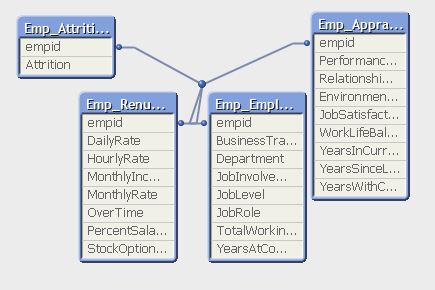 Emp_Attriti...
empid
Attrition
Emp_Renu...
empid
DailyRate
HourlyRate
MonthlyInc...
MonthlyRate
OverTime
PercentSala...
StockOption...
Emp_Empl...
empid
BusinessTra...
Department
JobInvolve...
JobLevel
JobRole
TotalWorkin...
YearsAtCo...
Emp_Appra...
empid
Performanc...
Relationshi...
Environmen...
JobSatisfact...
WorkLifeBal...
YearsInCurr...
YearsSinceL...
YearsWithC...